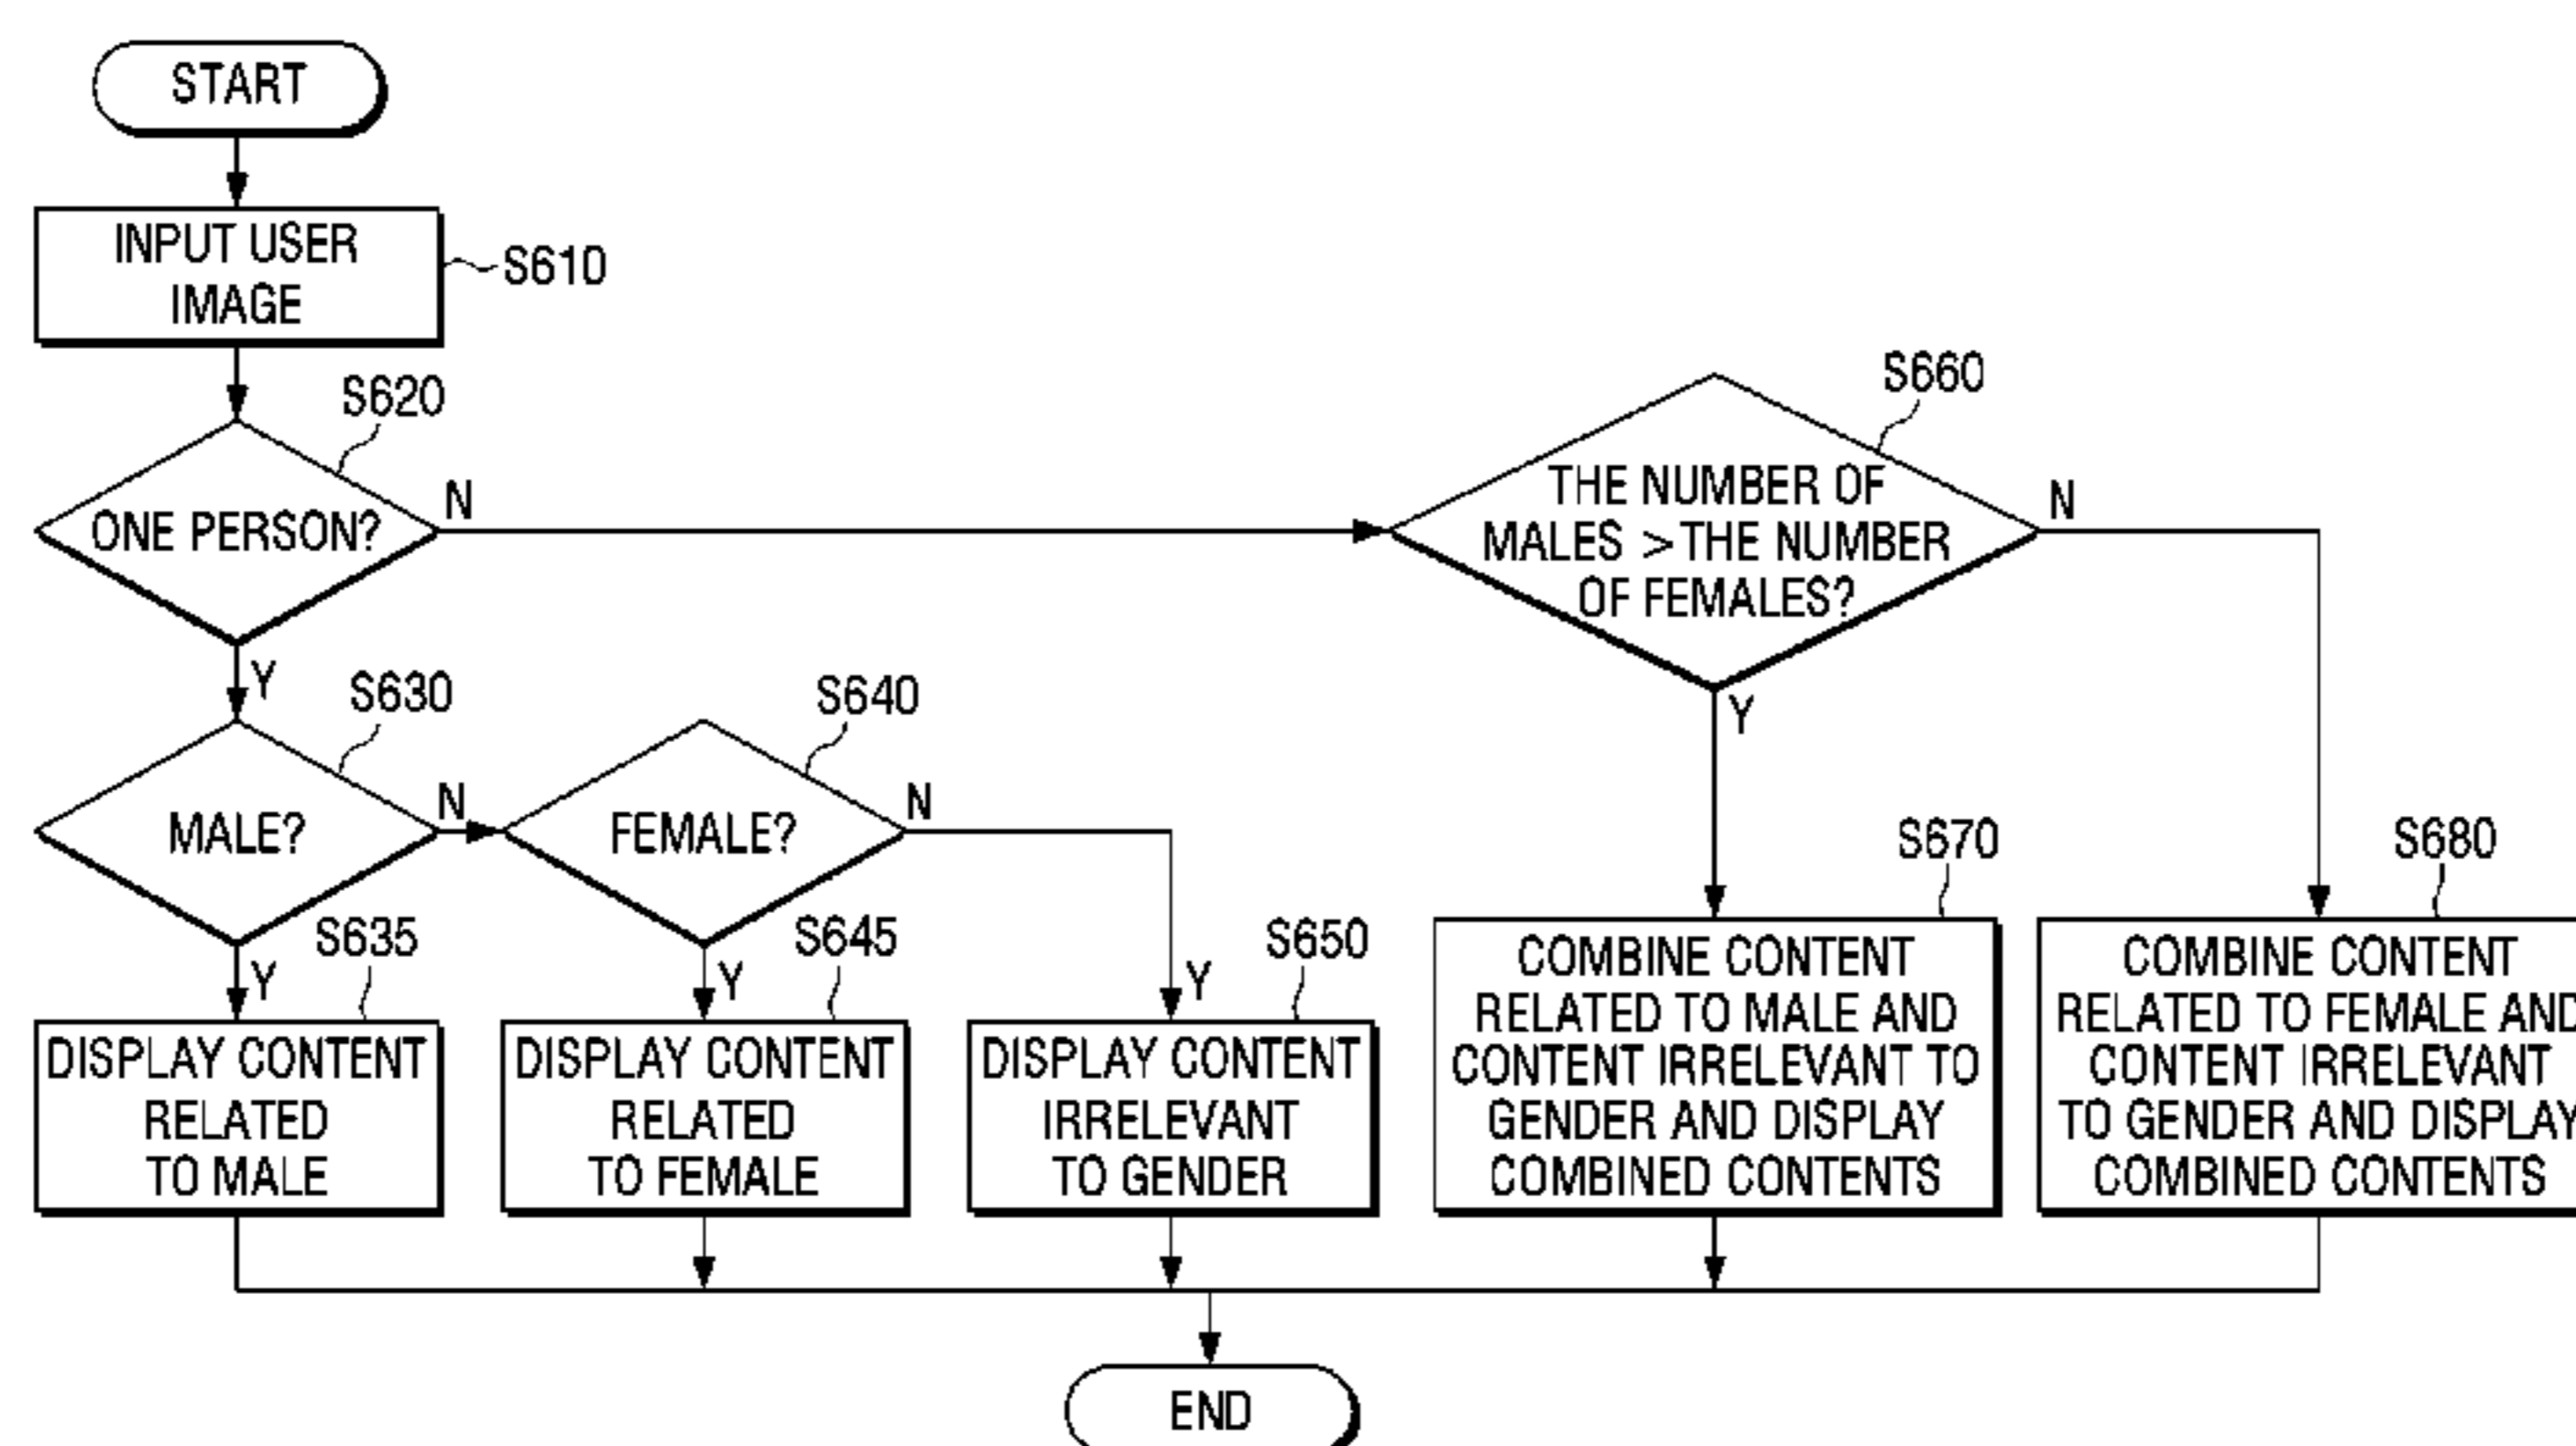 START
INPUT USER
IMAGE
S610
S620
ONE PERSON?
N
Y
S660
THE NUMBER OF
MALES > THE NUMBER
OF FEMALES?
N
Y
S630
MALE?
N
Y
S640
FEMALE?
N
Y
Y
S635
DISPLAY CONTENT
RELATED
TO MALE
S645
DISPLAY CONTENT
RELATED
TO FEMALE
S650
DISPLAY CONTENT
IRRELEVANT
TO GENDER
S670
COMBINE CONTENT
RELATED TO MALE AND
CONTENT IRRELEVANT TO
GENDER AND DISPLAY
COMBINED CONTENTS
S680
COMBINE CONTENT
RELATED TO FEMALE AND
CONTENT IRRELEVANT
TO GENDER AND DISPLAY
COMBINED CONTENTS
END